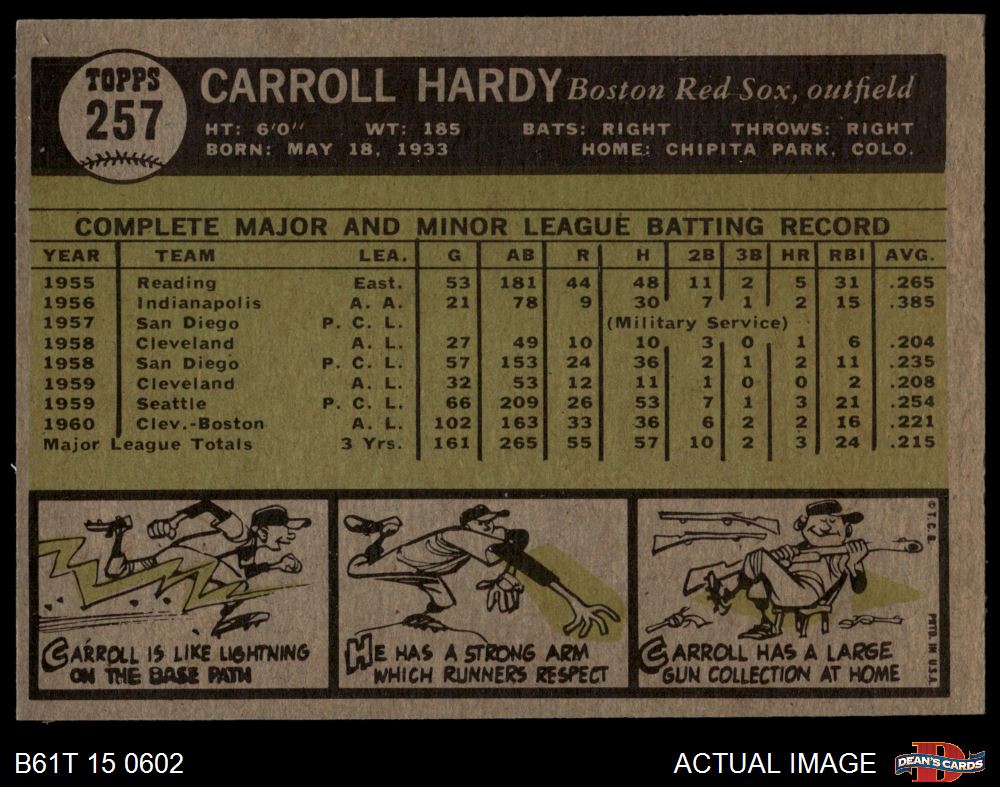 TOPPS
257
CARROLL HARDY Boston Red Sox, outfield
HT: 6'0" WT: 185 BATS: RIGHT THROWS: RIGHT
BORN: MAY 18, 1933 HOME: CHIPITA PARK, COLO.
COMPLETE MAJOR AND MINOR LEAGUE BATTING RECORD
YEAR TEAM LEA. G AB R H 2B 3B HR RBI AVG.
1955 Reading East. 53 181 44 48 11 2 5 31 .265
1956 Indianapolis A. A. 21 78 9 30 7 1 2 15 .385
1957 San Diego P. C. L. (Military Service)
1958 Cleveland A. L. 27 49 10 10 3 0 1 6 .204
1958 San Diego P. C. L. 57 153 24 36 2 1 2 11 .235
1959 Cleveland A. L. 32 53 12 11 1 0 0 2 .208
1959 Seattle P. C. L. 66 209 26 53 7 1 3 21 .254
1960 Clev.-Boston A. L. 102 163 33 36 6 2 2 16 .221
Major League Totals 3 Yrs. 161 265 55 57 10 2 3 24 .215
CARROLL IS LIKE LIGHTNING
ON THE BASE PATH
HE HAS A STRONG ARM
WHICH RUNNERS RESPECT
CARROLL HAS A LARGE
GUN COLLECTION AT HOME
© T. C. G.
PRTD. IN U.S.A.
B61T 15 0602
ACTUAL IMAGE
DEAN'S CARDS